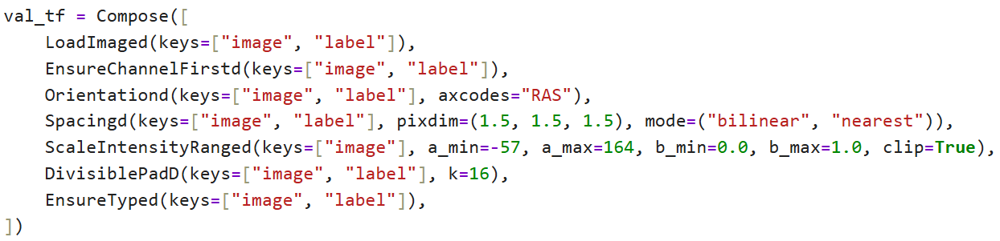 val_tf = Compose([
    LoadImaged(keys=["image", "label"]),
    EnsureChannelFirstd(keys=["image", "label"]),
    Orientationd(keys=["image", "label"], axcodes="RAS"),
    Spacingd(keys=["image", "label"], pixdim=(1.5, 1.5, 1.5), mode=("bilinear", "nearest")),
    ScaleIntensityRanged(keys=["image"], a_min=-57, a_max=164, b_min=0.0, b_max=1.0, clip=True),
    DivisiblePadD(keys=["image", "label"], k=16),
    EnsureTyped(keys=["image", "label"]),
])